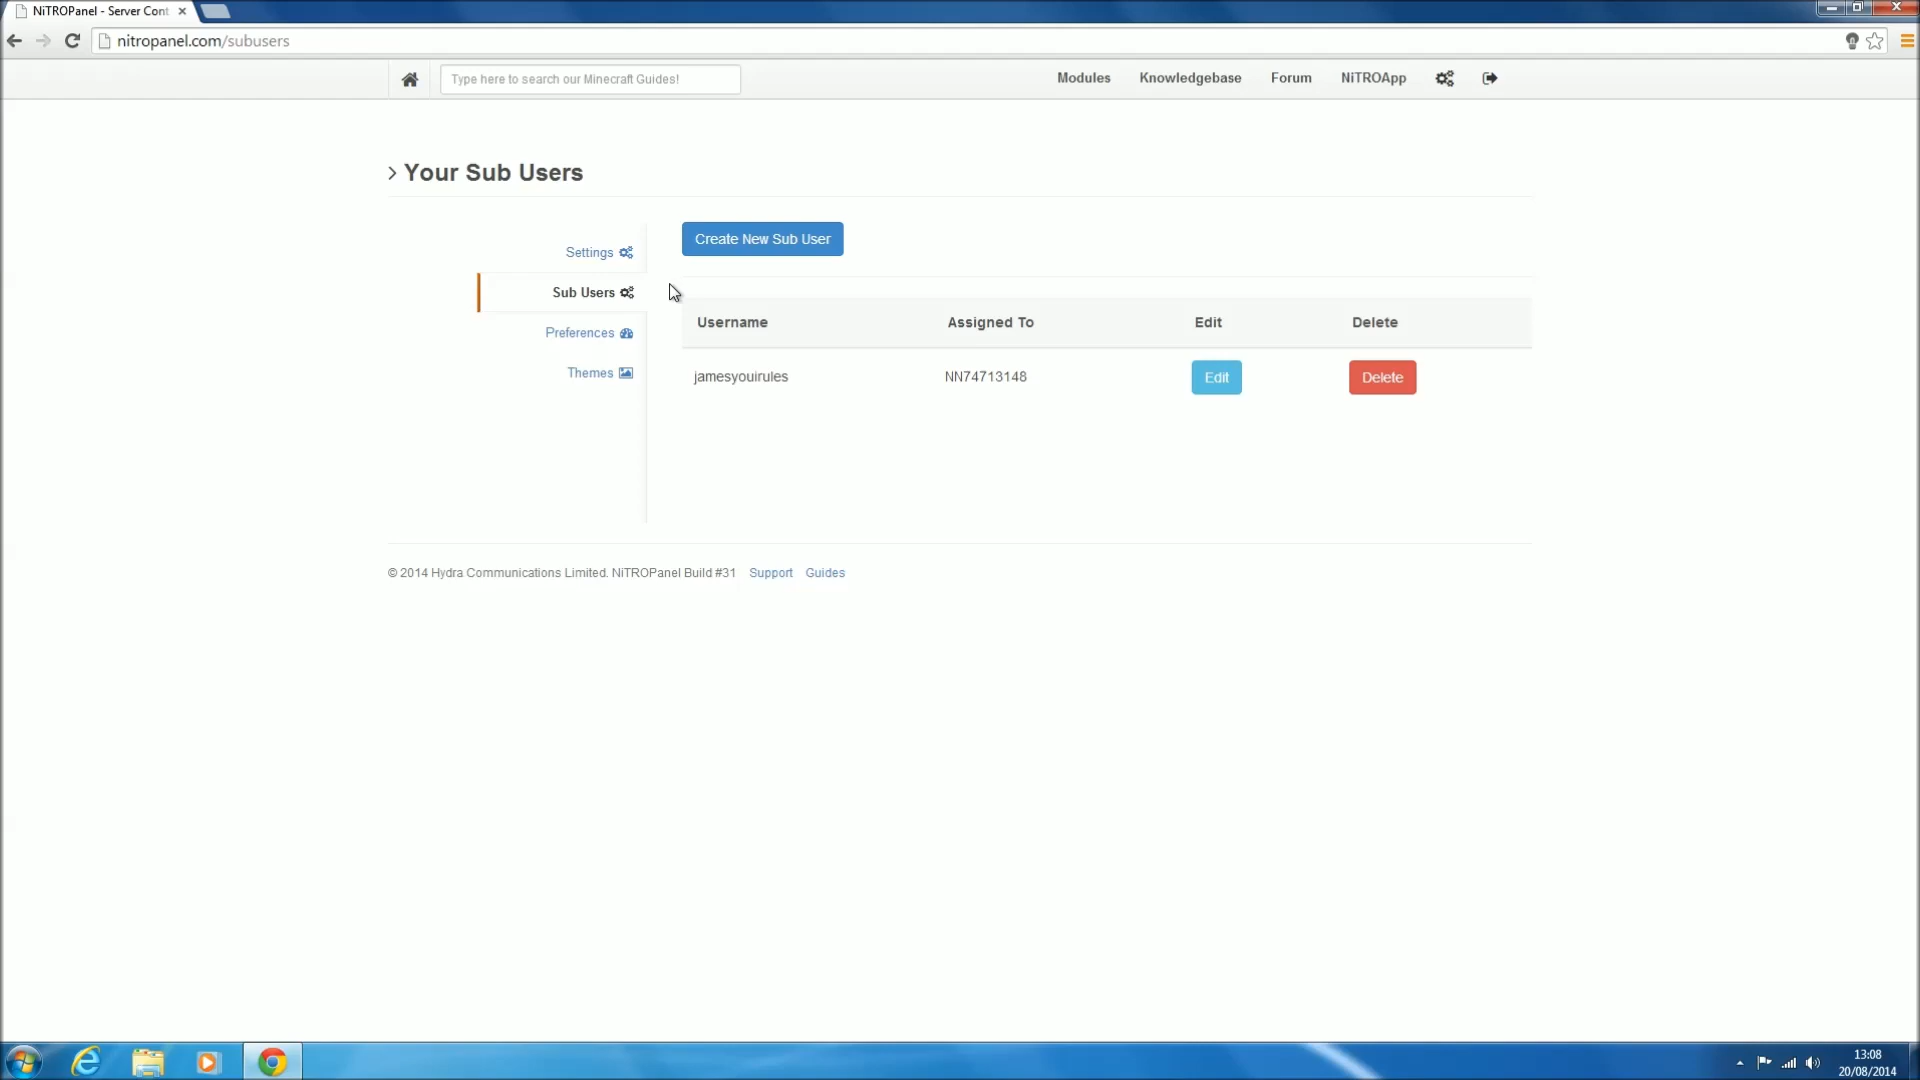 NiTROPanel - Server Cont
nitropanel.com/subusers
Type here to search our Minecraft Guides!
Modules
Knowledgebase
Forum
NiTROApp
Your Sub Users
Settings
Sub Users
Preferences
Themes
Create New Sub User
Username Assigned To Edit Delete
jamesyouirules NN74713148 Edit Delete
© 2014 Hydra Communications Limited. NiTROPanel Build #31 Support Guides
13:08
20/08/2014